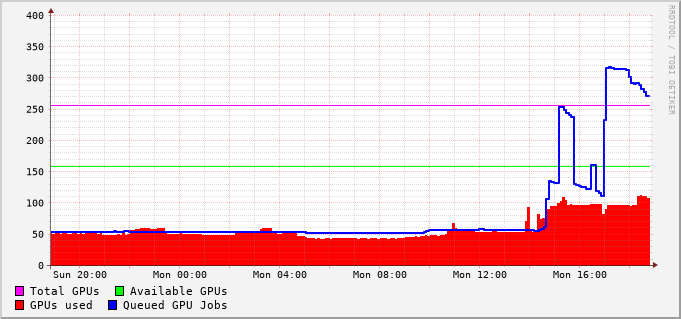 400
350
300
250
200
150
100
50
0
Sun 20:00 Mon 00:00 Mon 04:00 Mon 08:00 Mon 12:00 Mon 16:00
Total GPUs Available GPUs
GPUs used Queued GPU Jobs
RRDTOOL / TOBI OETIKER